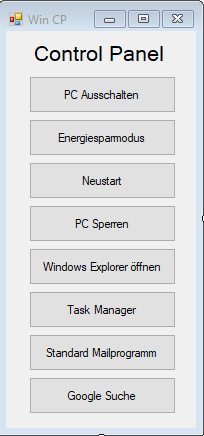 Win CP
Control Panel
PC Ausschalten
Energiesparmodus
Neustart
PC Sperren
Windows Explorer öffnen
Task Manager
Standard Mailprogramm
Google Suche